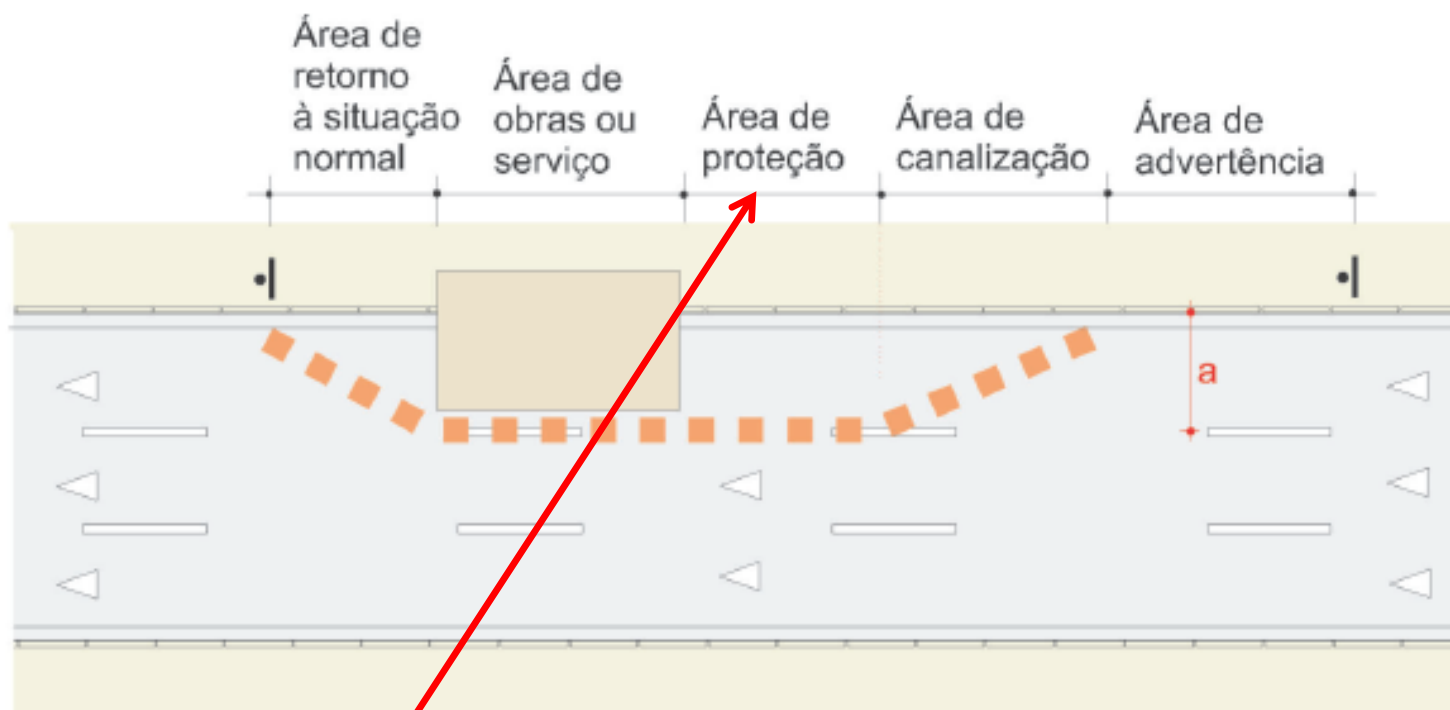 Área de
retorno
à situação
normal
Área de
obras ou
serviço
Área de
proteção
Área de
canalização
Área de
advertência
a